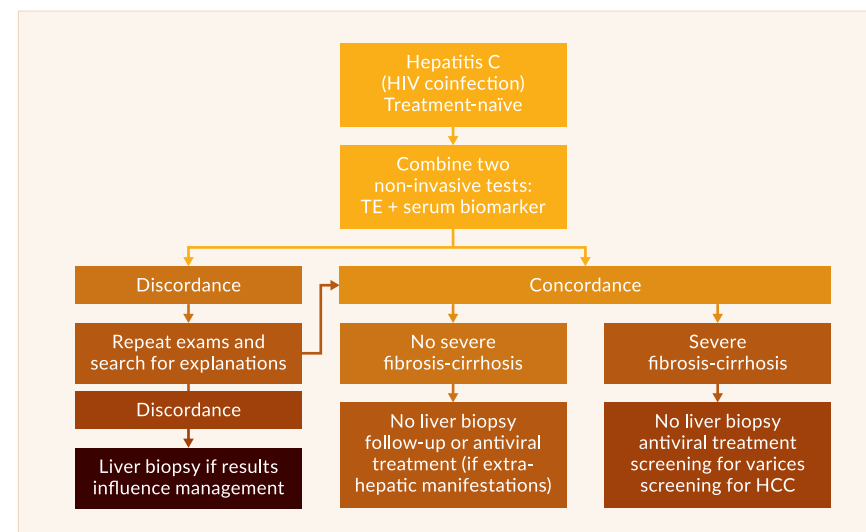 Hepatitis C
(HIV coinfection)
Treatment-naïve
Combine two
non-invasive tests:
TE + serum biomarker
Discordance
Concordance
Repeat exams and
search for explanations
No severe
fibrosis-cirrhosis
Severe
fibrosis-cirrhosis
Discordance
Liver biopsy if results
influence management
No liver biopsy
follow-up or antiviral
treatment (if extra-
hepatic manifestations)
No liver biopsy
antiviral treatment
screening for varices
screening for HCC